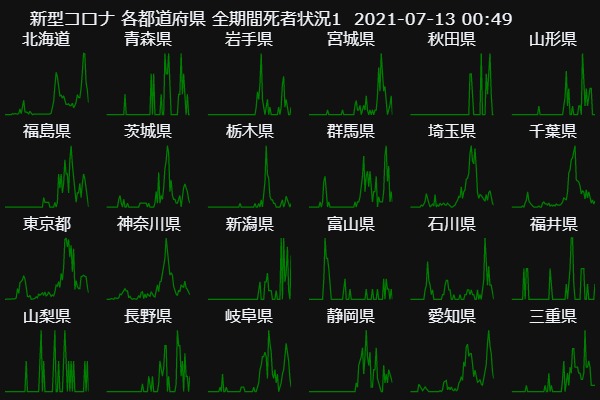 新型コロナ 各都道府県 全期間死者状況1 2021-07-13 00:49
北海道 青森県 岩手県 宮城県 秋田県 山形県
福島県 茨城県 栃木県 群馬県 埼玉県 千葉県
東京都 神奈川県 新潟県 富山県 石川県 福井県
山梨県 長野県 岐阜県 静岡県 愛知県 三重県